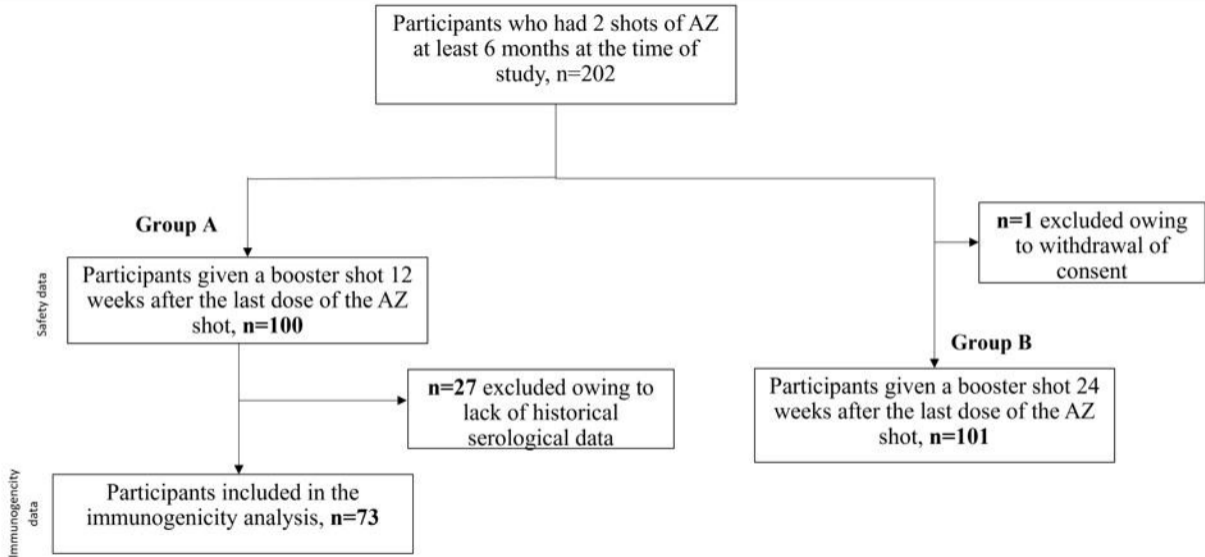 Participants who had 2 shots of AZ
at least 6 months at the time of
study, n=202
Group A
n=1 excluded owing
to withdrawal of
consent
Safety data
Participants given a booster shot 12
weeks after the last dose of the AZ
shot, n=100
Group B
n=27 excluded owing to
lack of historical
serological data
Participants given a booster shot 24
weeks after the last dose of the AZ
shot, n=101
Immunogencity
data
Participants included in the
immunogenicity analysis, n=73